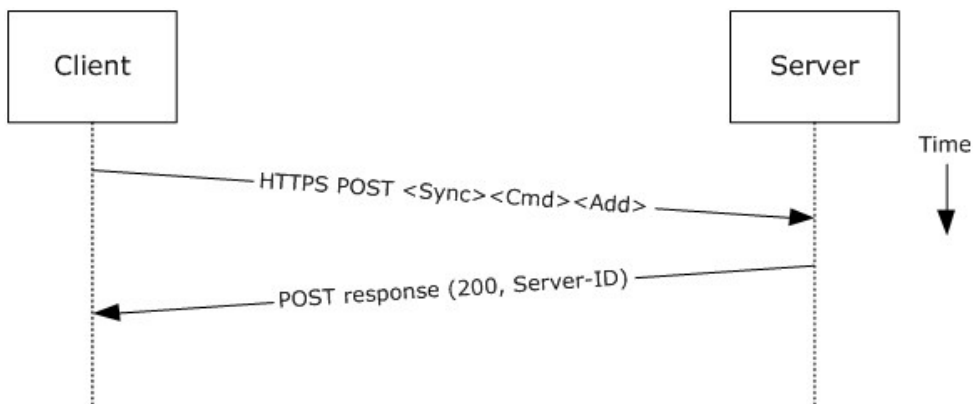 Client
Server
Time
HTTPS POST <Sync><Cmd><Add>
POST response (200, Server-ID)